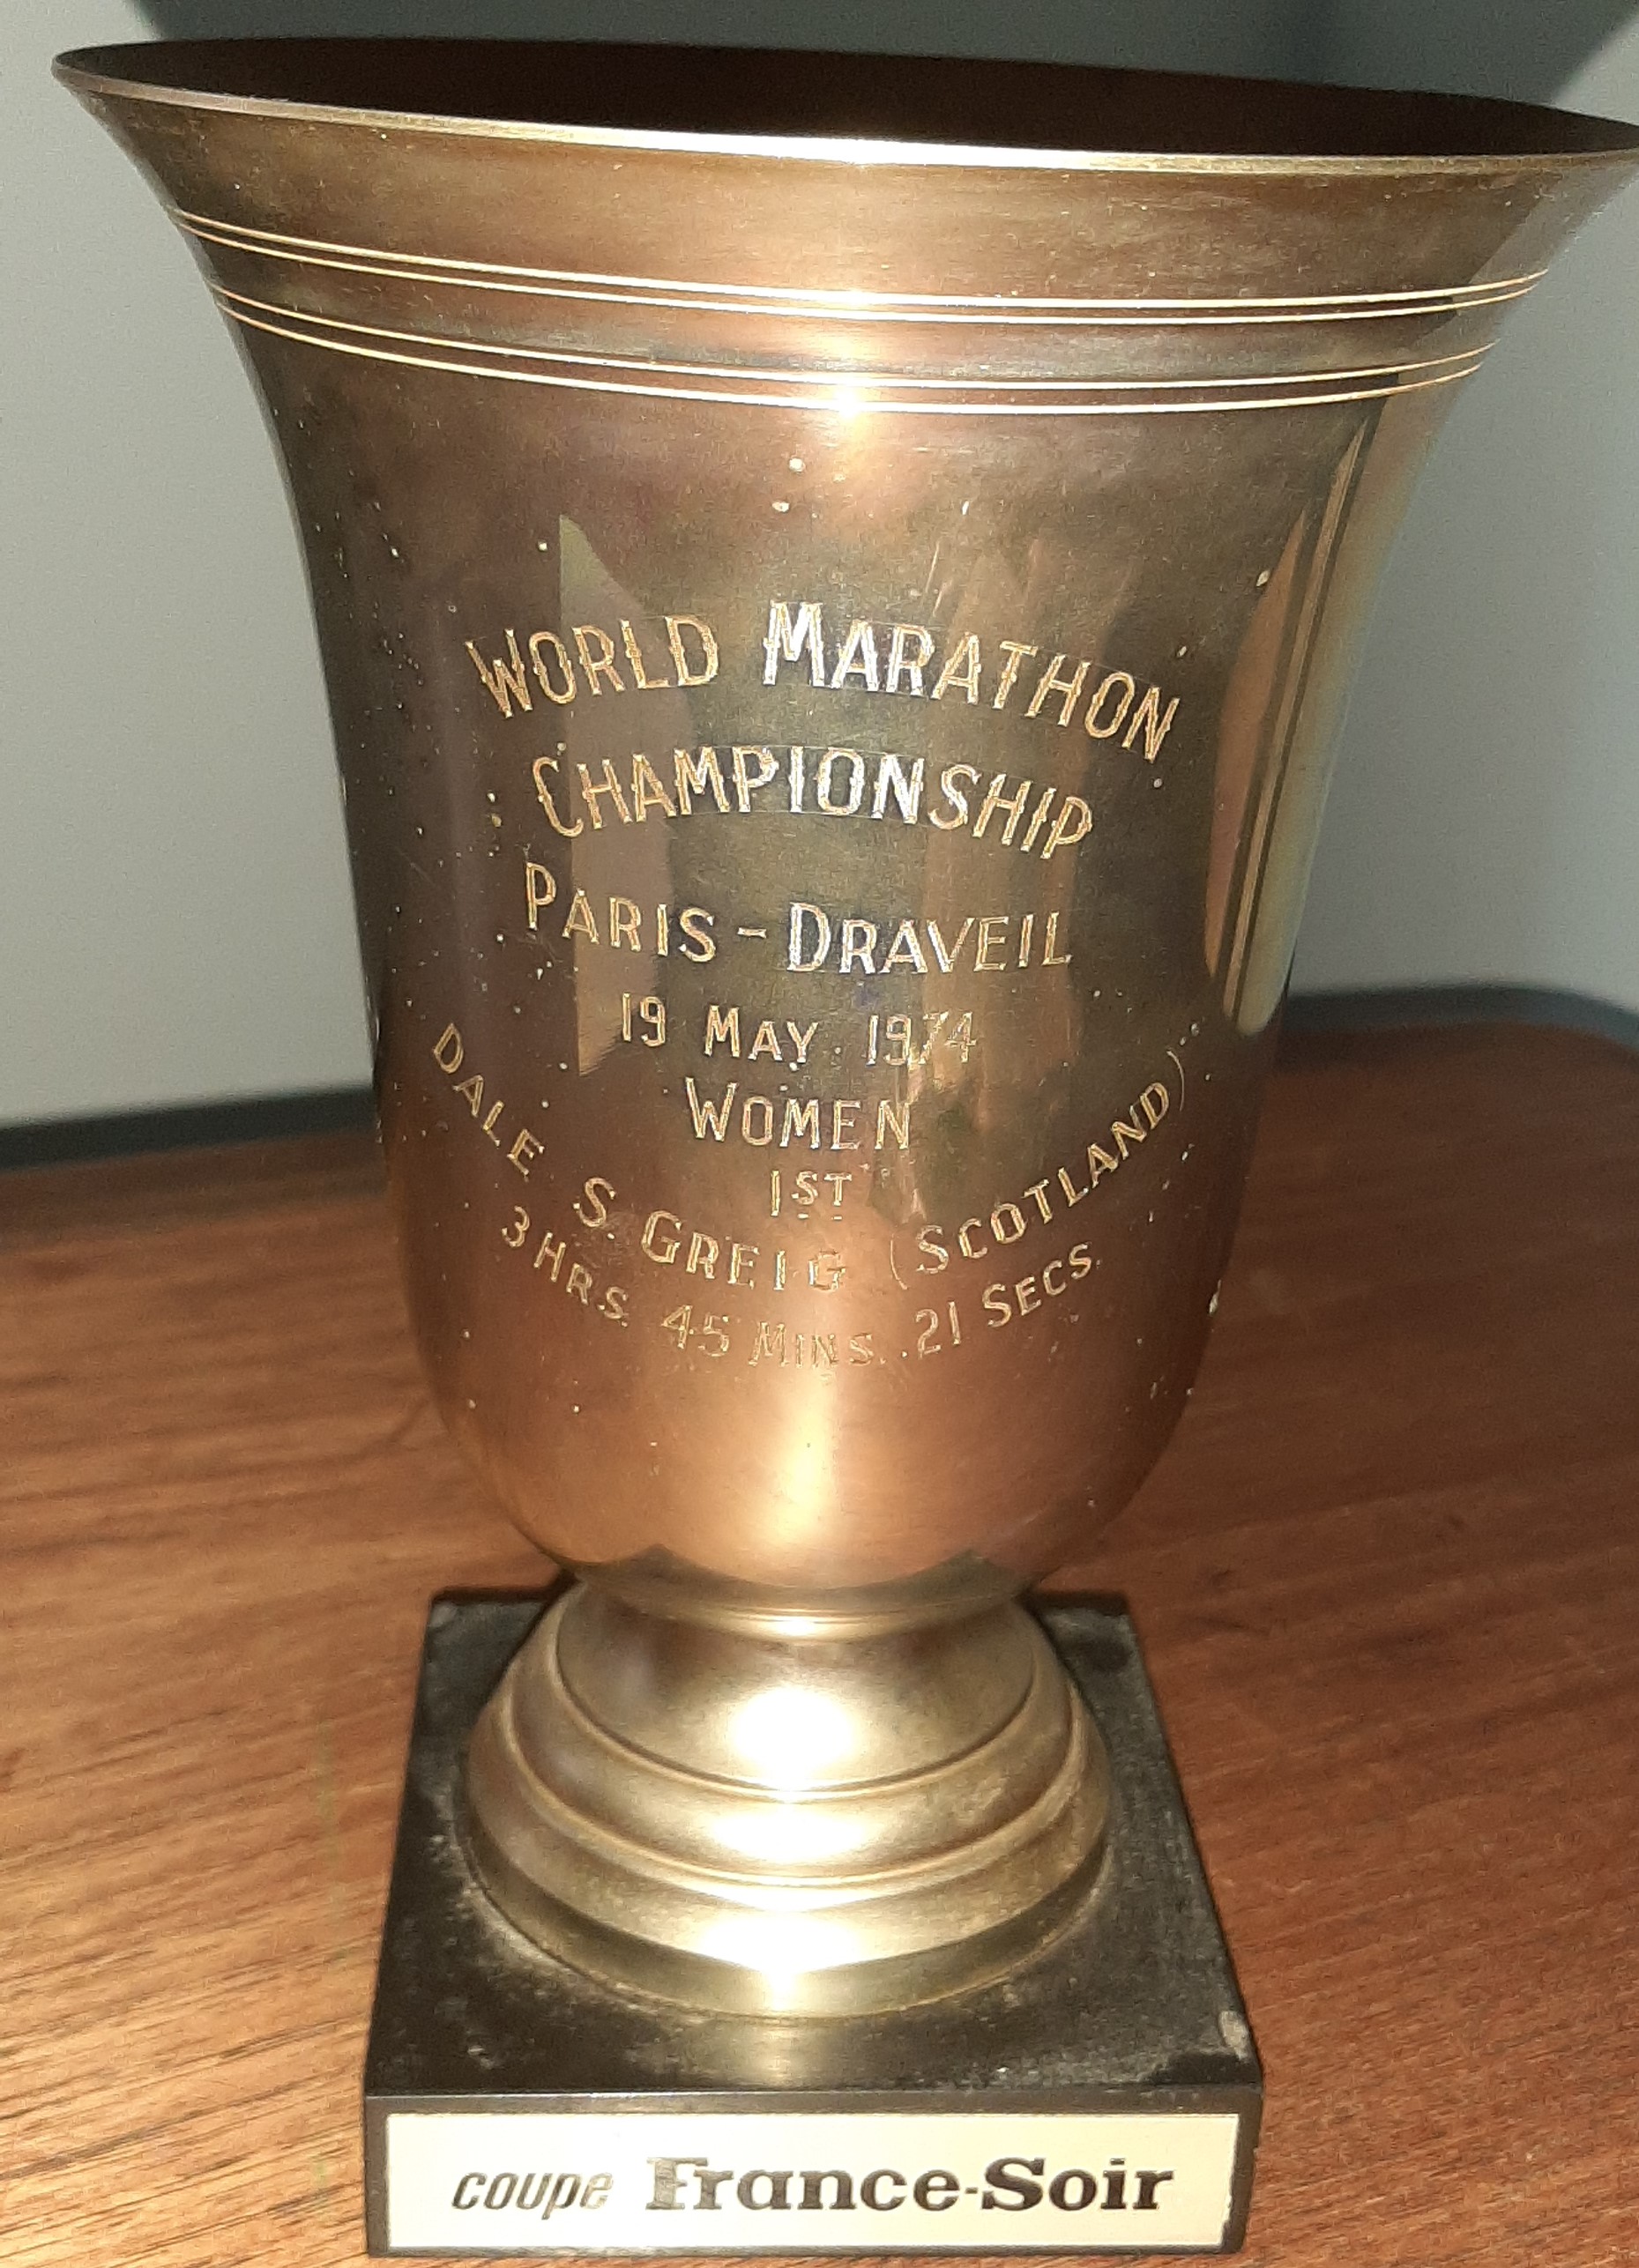 WORLD MARATHON
CHAMPIONSHIP
PARIS - DRAVEIL
19 MAY. 1974
WOMEN
1ST
DALE S. GREIG (SCOTLAND)
3 HRS. 45 MINS. 21 SECS.
coupe France-Soir